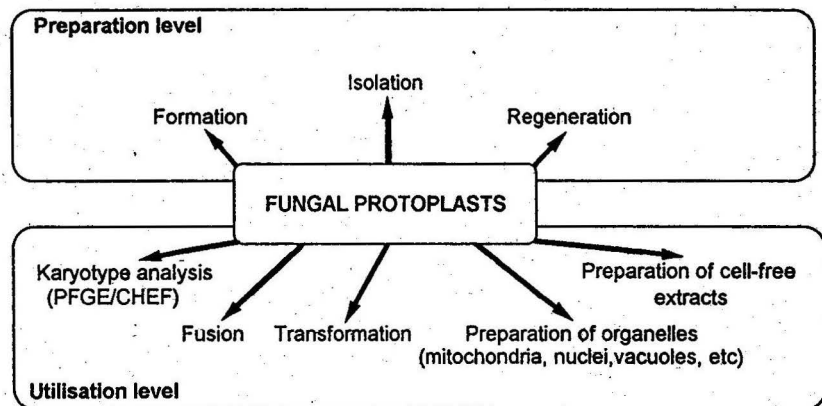 Preparation level
Isolation
Formation
Regeneration
FUNGAL PROTOPLASTS
Karyotype analysis
(PFGE/CHEF)
Preparation of cell-free
extracts
Fusion
Transformation
Preparation of organelles
(mitochondria, nuclei,vacuoles, etc)
Utilisation level